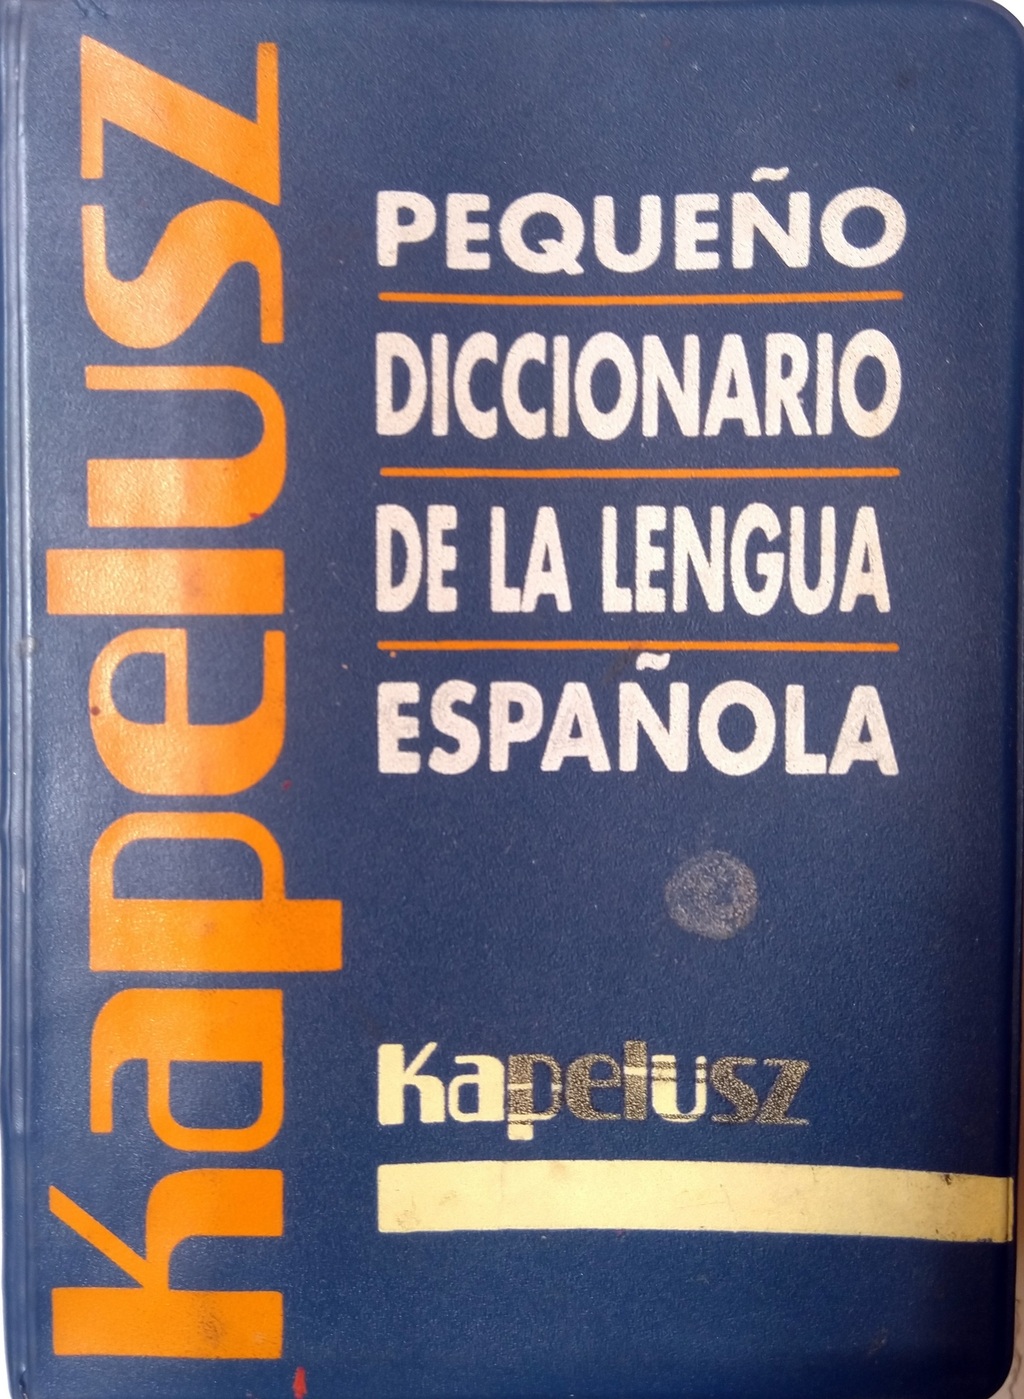 Kapelusz
PEQUEÑO
DICCIONARIO
DE LA LENGUA
ESPAÑOLA
Kapelusz